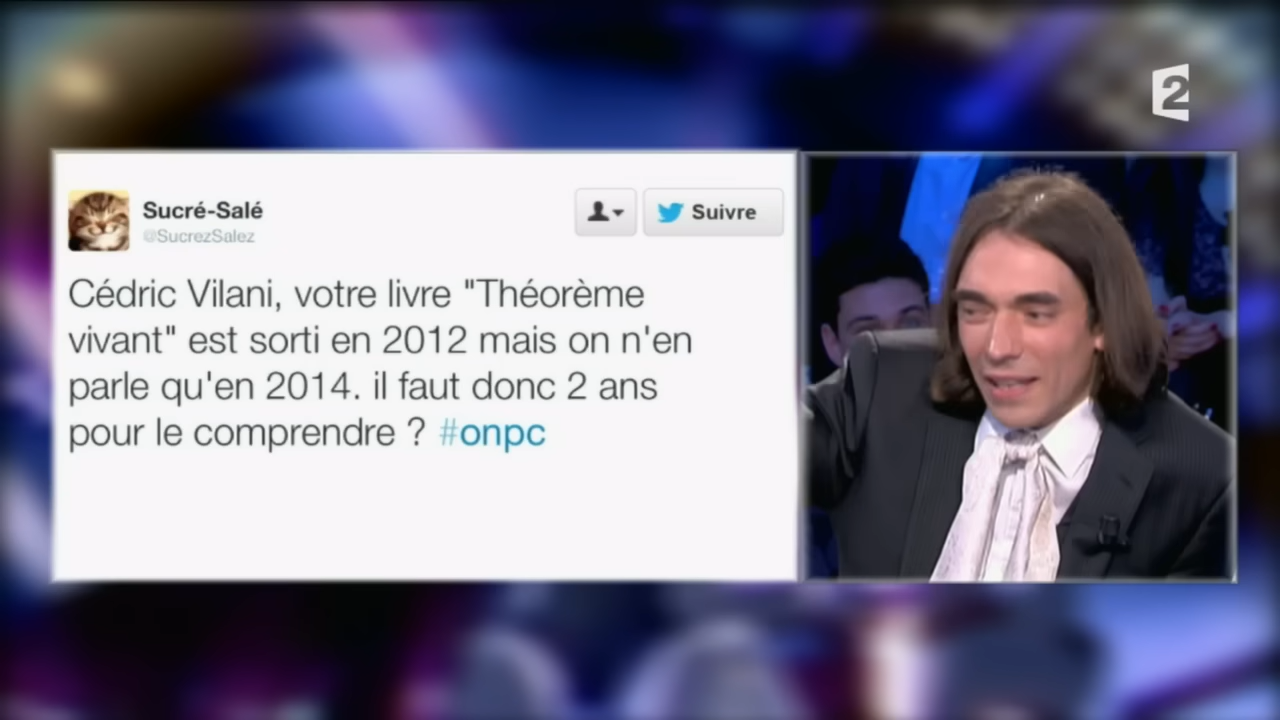 2
Sucré-Salé
@SucrezSalez
Suivre
Cédric Vilani, votre livre "Théorème
vivant" est sorti en 2012 mais on n'en
parle qu'en 2014. il faut donc 2 ans
pour le comprendre ? #onpc